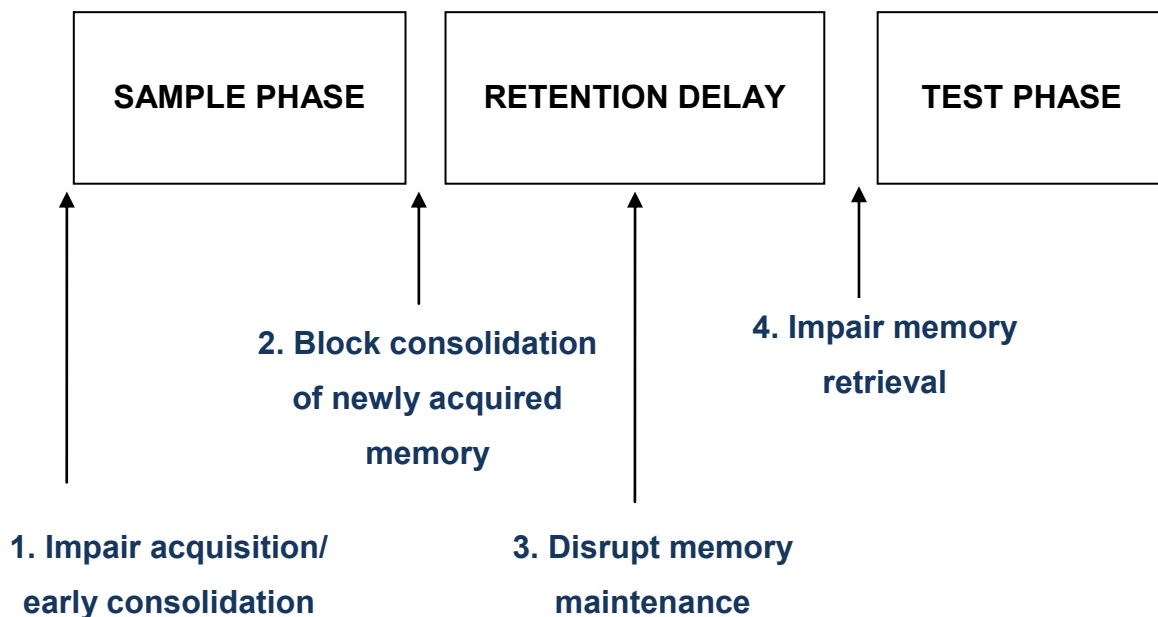 SAMPLE PHASE
RETENTION DELAY
TEST PHASE
2. Block consolidation
of newly acquired
memory
4. Impair memory
retrieval
1. Impair acquisition/
early consolidation
3. Disrupt memory
maintenance